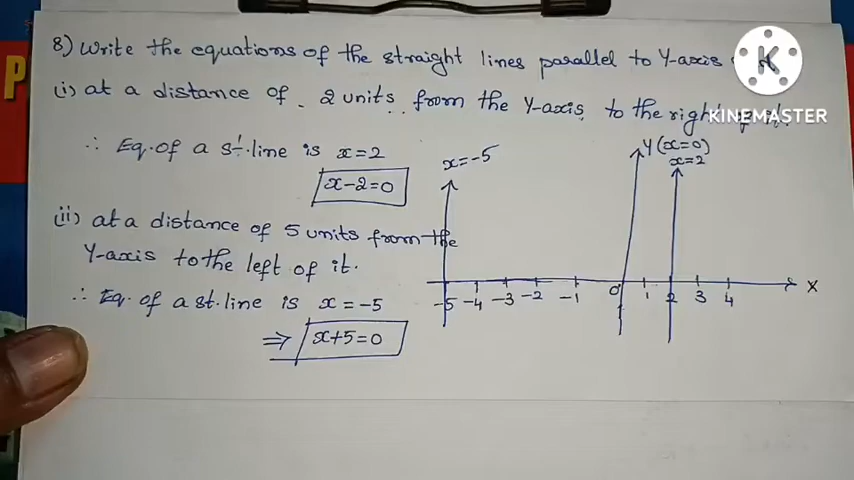 8) Write the equations of the straight lines parallel to Y-axis
(i) at a distance of 2 units from the Y-axis to the right of it.
∴ Eq. of a st. line is x=2
x-2=0
(ii) at a distance of 5 units from the
Y-axis to the left of it.
∴ Eq. of a st. line is x = -5
⇒ x+5=0
x=-5
Y(x=0)
x=2
-5 -4 -3 -2 -1 0 1 2 3 4 X
K
KINEMASTER
P